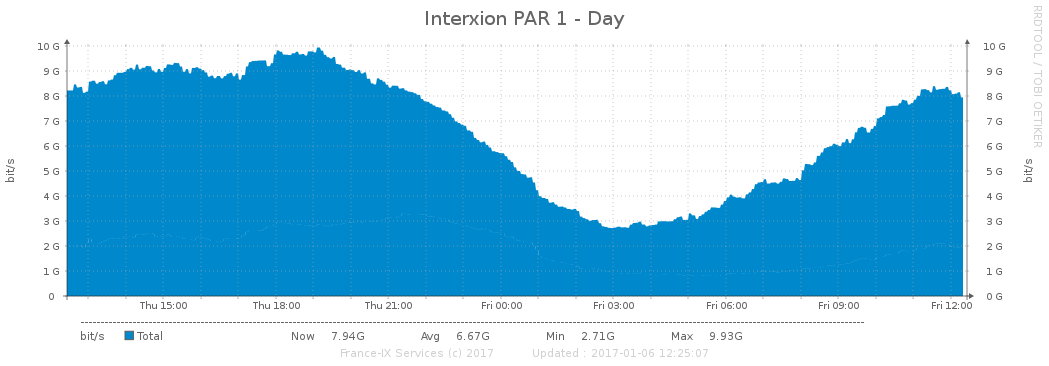 Interxion PAR 1 - Day
RRDTOOL / TOBI OETIKER
bit/s
10 G 10 G
9 G 9 G
8 G 8 G
7 G 7 G
6 G 6 G
5 G 5 G
4 G 4 G
3 G 3 G
2 G 2 G
1 G 1 G
0 0 G
bit/s
Thu 15:00 Thu 18:00 Thu 21:00 Fri 00:00 Fri 03:00 Fri 06:00 Fri 09:00 Fri 12:00
bit/s Total Now 7.94G Avg 6.67G Min 2.71G Max 9.93G
France-IX Services (c) 2017 Updated : 2017-01-06 12:25:07